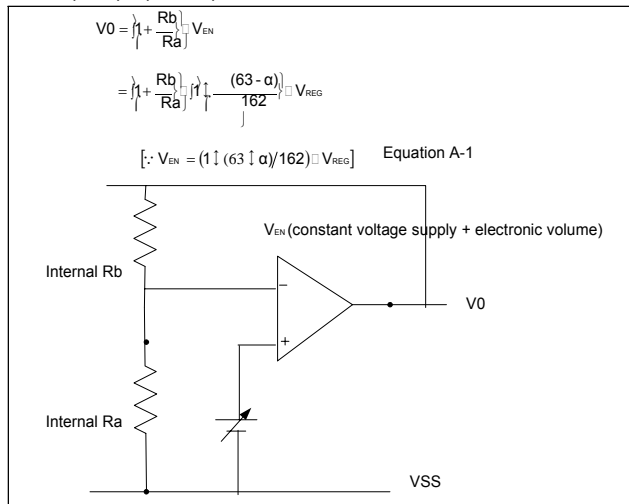 V0 = {1 + Rb/Ra} □ VEN
= {1 + Rb/Ra} □ {1 ↕ (63 - α)/162} □ VREG
[∵ VEN = (1 ↕ (63 ↕ α)/162) □ VREG] Equation A-1
VEN (constant voltage supply + electronic volume)
Internal Rb
−
V0
+
Internal Ra
VSS